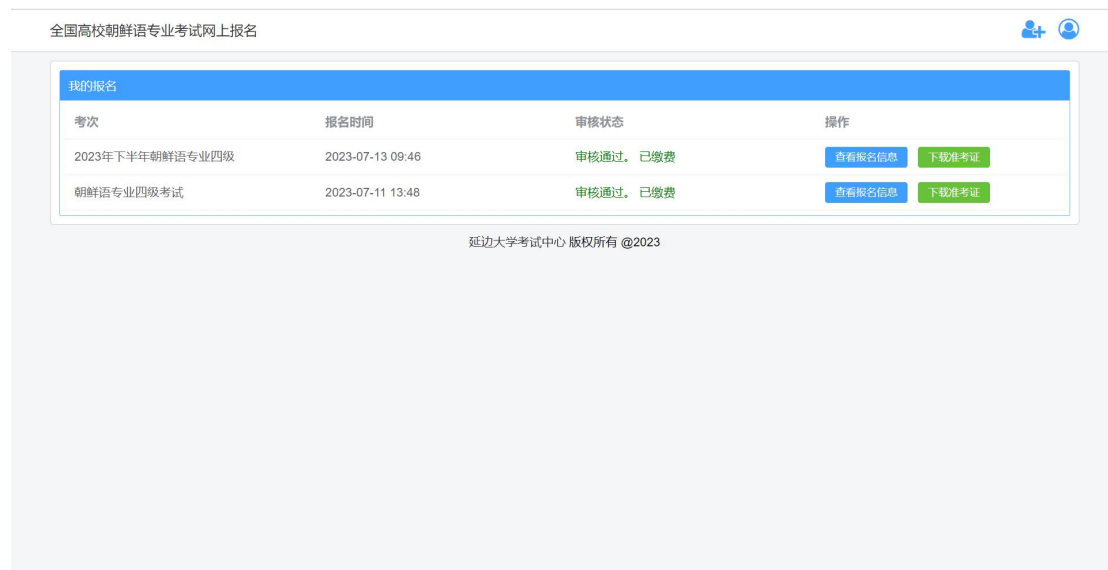 全国高校朝鲜语专业考试网上报名
我的报名
考次 报名时间 审核状态 操作
2023年下半年朝鲜语专业四级 2023-07-13 09:46 审核通过。 已缴费 查看报名信息 下载准考证
朝鲜语专业四级考试 2023-07-11 13:48 审核通过。 已缴费 查看报名信息 下载准考证
延边大学考试中心 版权所有 @2023